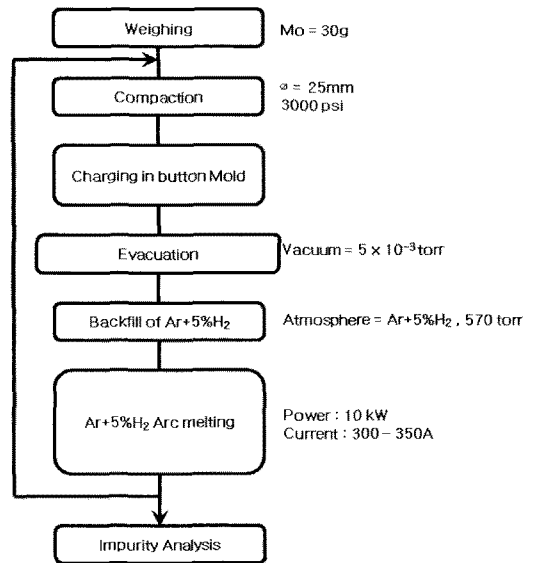 Weighing
Mo = 30g
Compaction
ø = 25mm
3000 psi
Charging in button Mold
Evacuation
Vacuum = 5 × 10⁻³ torr
Backfill of Ar+5%H₂
Atmosphere = Ar+5%H₂ , 570 torr
Ar+5%H₂ Arc melting
Power : 10 kW
Current : 300 – 350A
Impurity Analysis